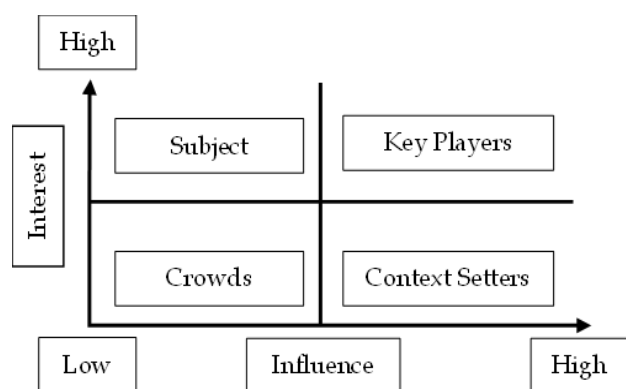 High
Subject
Key Players
Interest
Crowds
Context Setters
Low
Influence
High